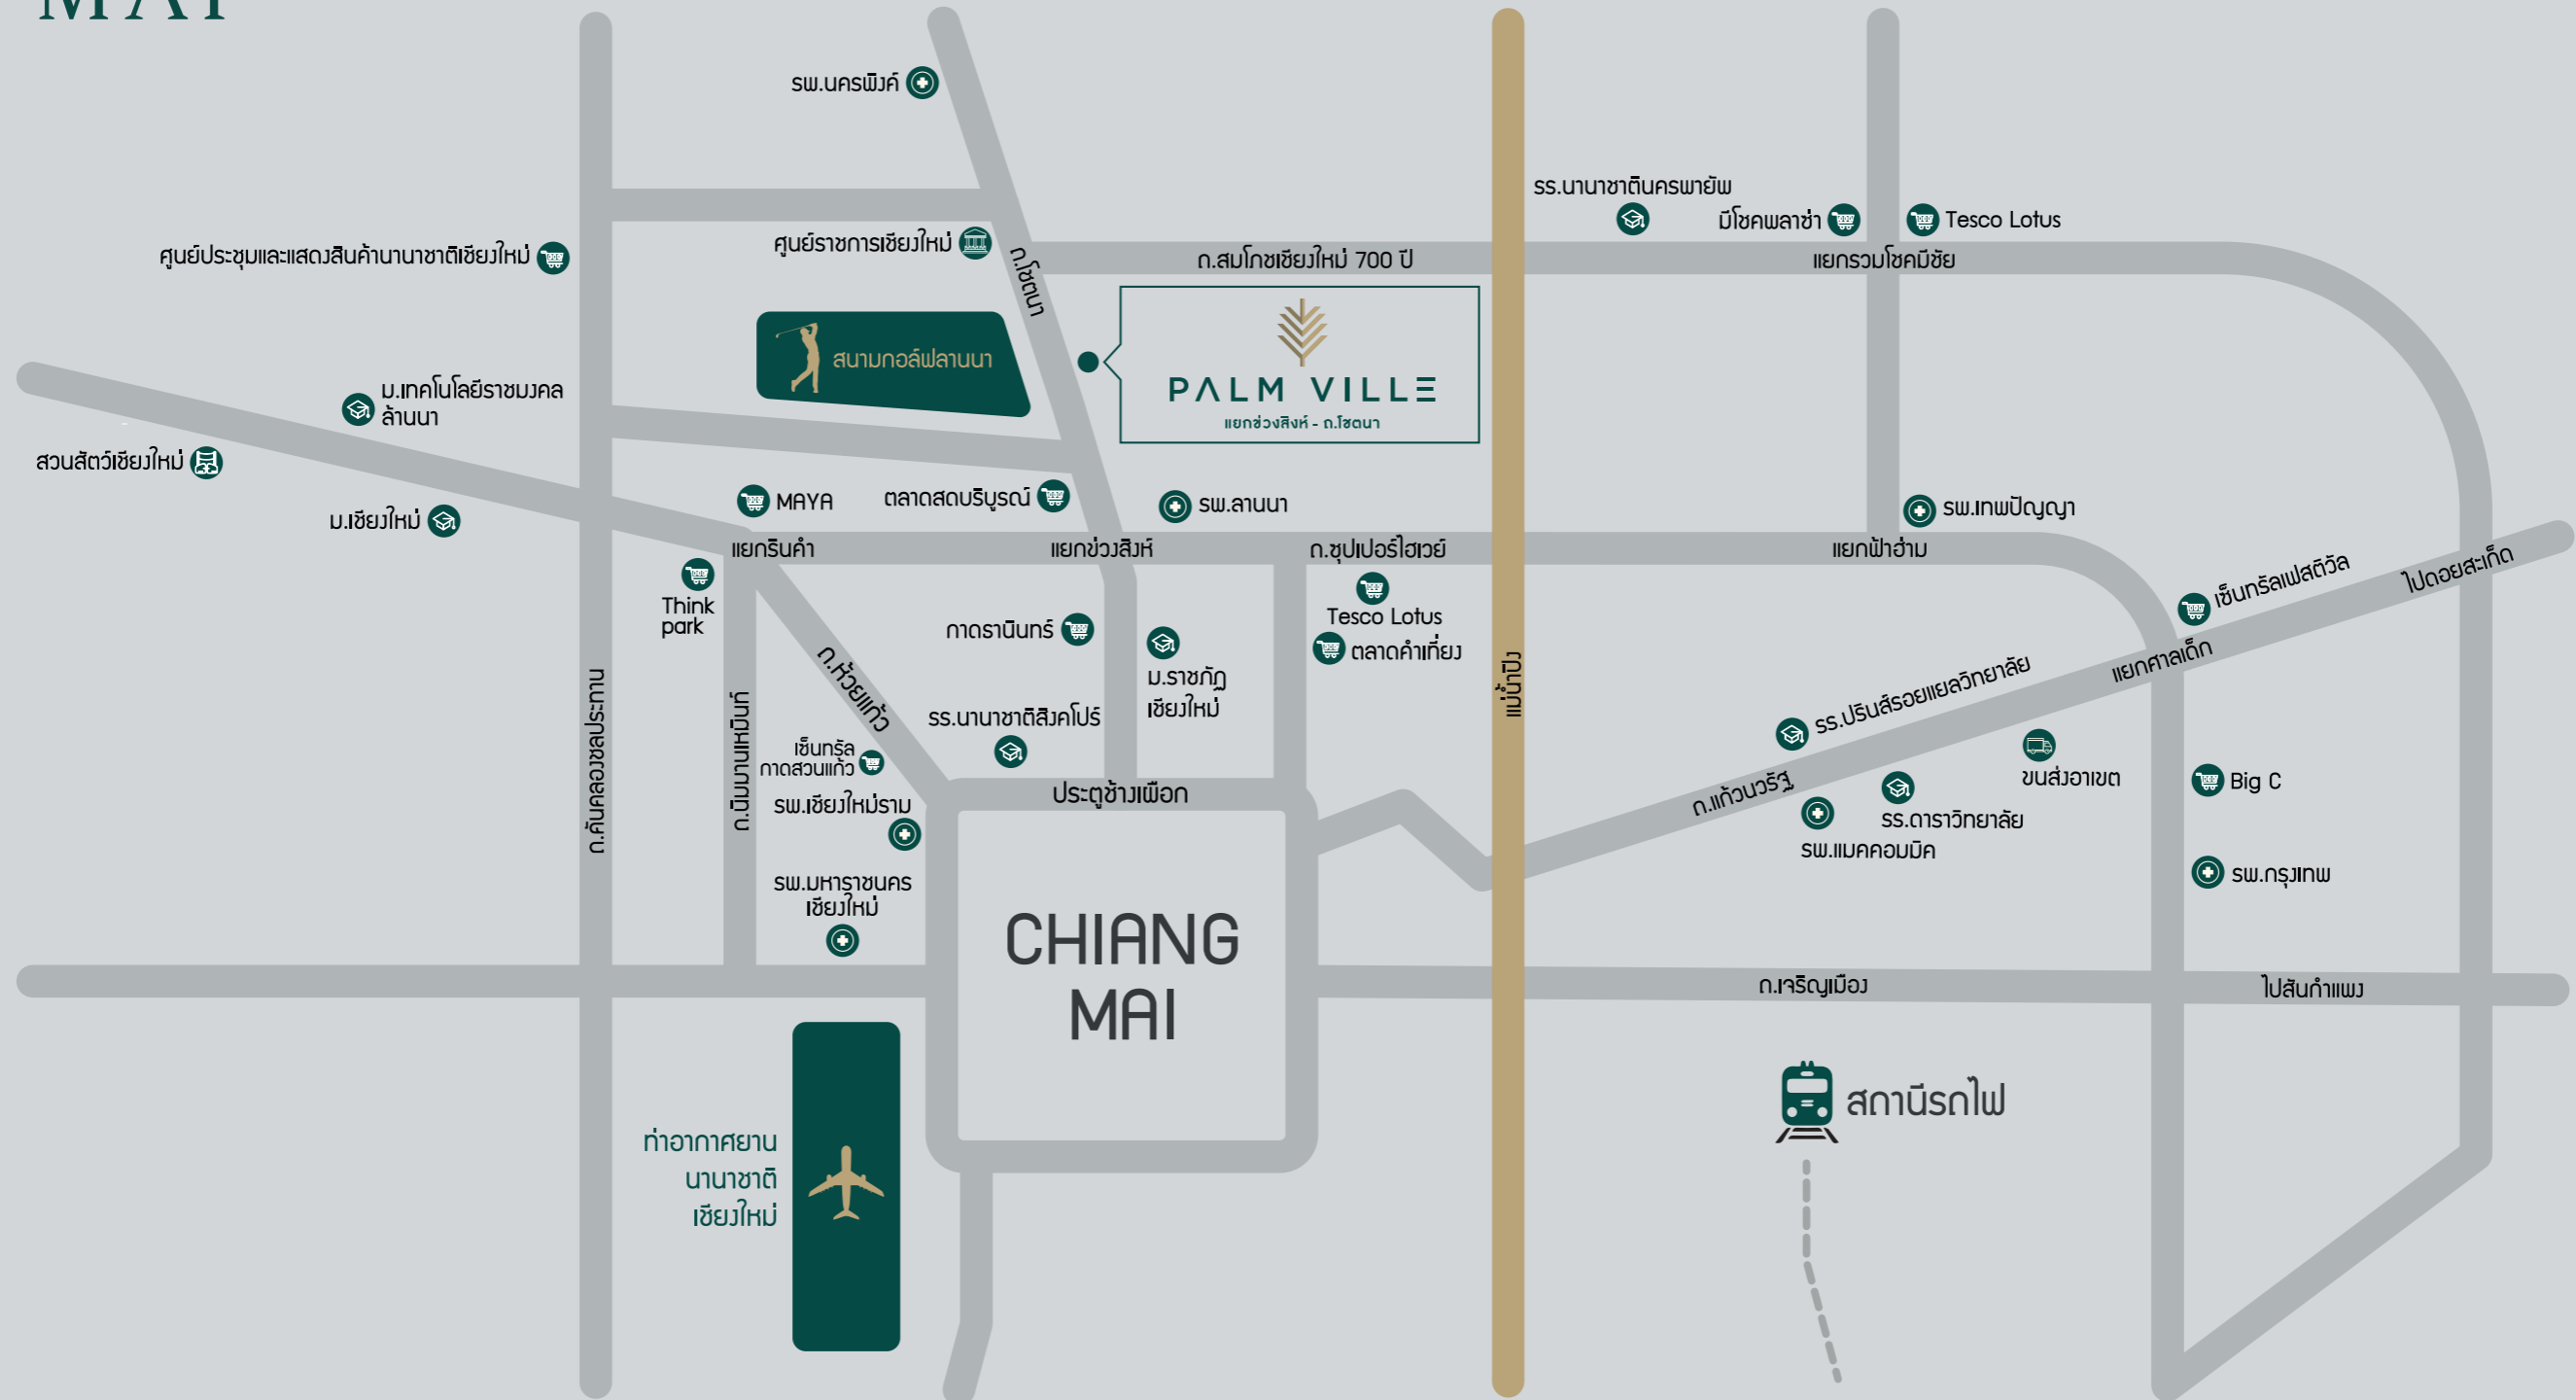 MAY
รพ.นครพิงค์
รร.นานาชาตินครพายัพ
มีโชคพลาซ่า
Tesco Lotus
ศูนย์ราชการเชียงใหม่
ศูนย์ประชุมและแสดงสินค้านานาชาติเชียงใหม่
ถ.โชตนา
ถ.สมโภชเชียงใหม่ 700 ปี
แยกรวมโชคมีชัย
สนามกอล์ฟลานนา
PALM VILLE
แยกข่วงสิงห์ - ถ.โชตนา
ม.เทคโนโลยีราชมงคล
ล้านนา
สวนสัตว์เชียงใหม่
ม.เชียงใหม่
MAYA
ตลาดสดบริบูรณ์
รพ.ลานนา
รพ.เทพปัญญา
แยกรินคำ
แยกข่วงสิงห์
ถ.ซุปเปอร์ไฮเวย์
แยกฟ้าฮ่าม
ไปดอยสะเก็ด
เซ็นทรัลเฟสติวัล
Think
park
กาดธานินทร์
Tesco Lotus
ตลาดคำเที่ยง
ม.ราชภัฏ
เชียงใหม่
แม่น้ำปิง
แยกศาลเด็ก
รร.ปรินส์รอยแยลวิทยาลัย
ถ.ห้วยแก้ว
ถ.คันคลองชลประทาน
ถ.นิมมานเหมินท์
รร.นานาชาติสิงคโปร์
เซ็นทรัล
กาดสวนแก้ว
ประตูช้างเผือก
รพ.เชียงใหม่ราม
ถ.แก้วนวรัฐ
ขนส่งอาเขต
Big C
รร.ดาราวิทยาลัย
รพ.แมคคอมมิค
รพ.กรุงเทพ
รพ.มหาราชนคร
เชียงใหม่
CHIANG
MAI
ถ.เจริญเมือง
ไปสันกำแพง
สถานีรถไฟ
ท่าอากาศยาน
นานาชาติ
เชียงใหม่